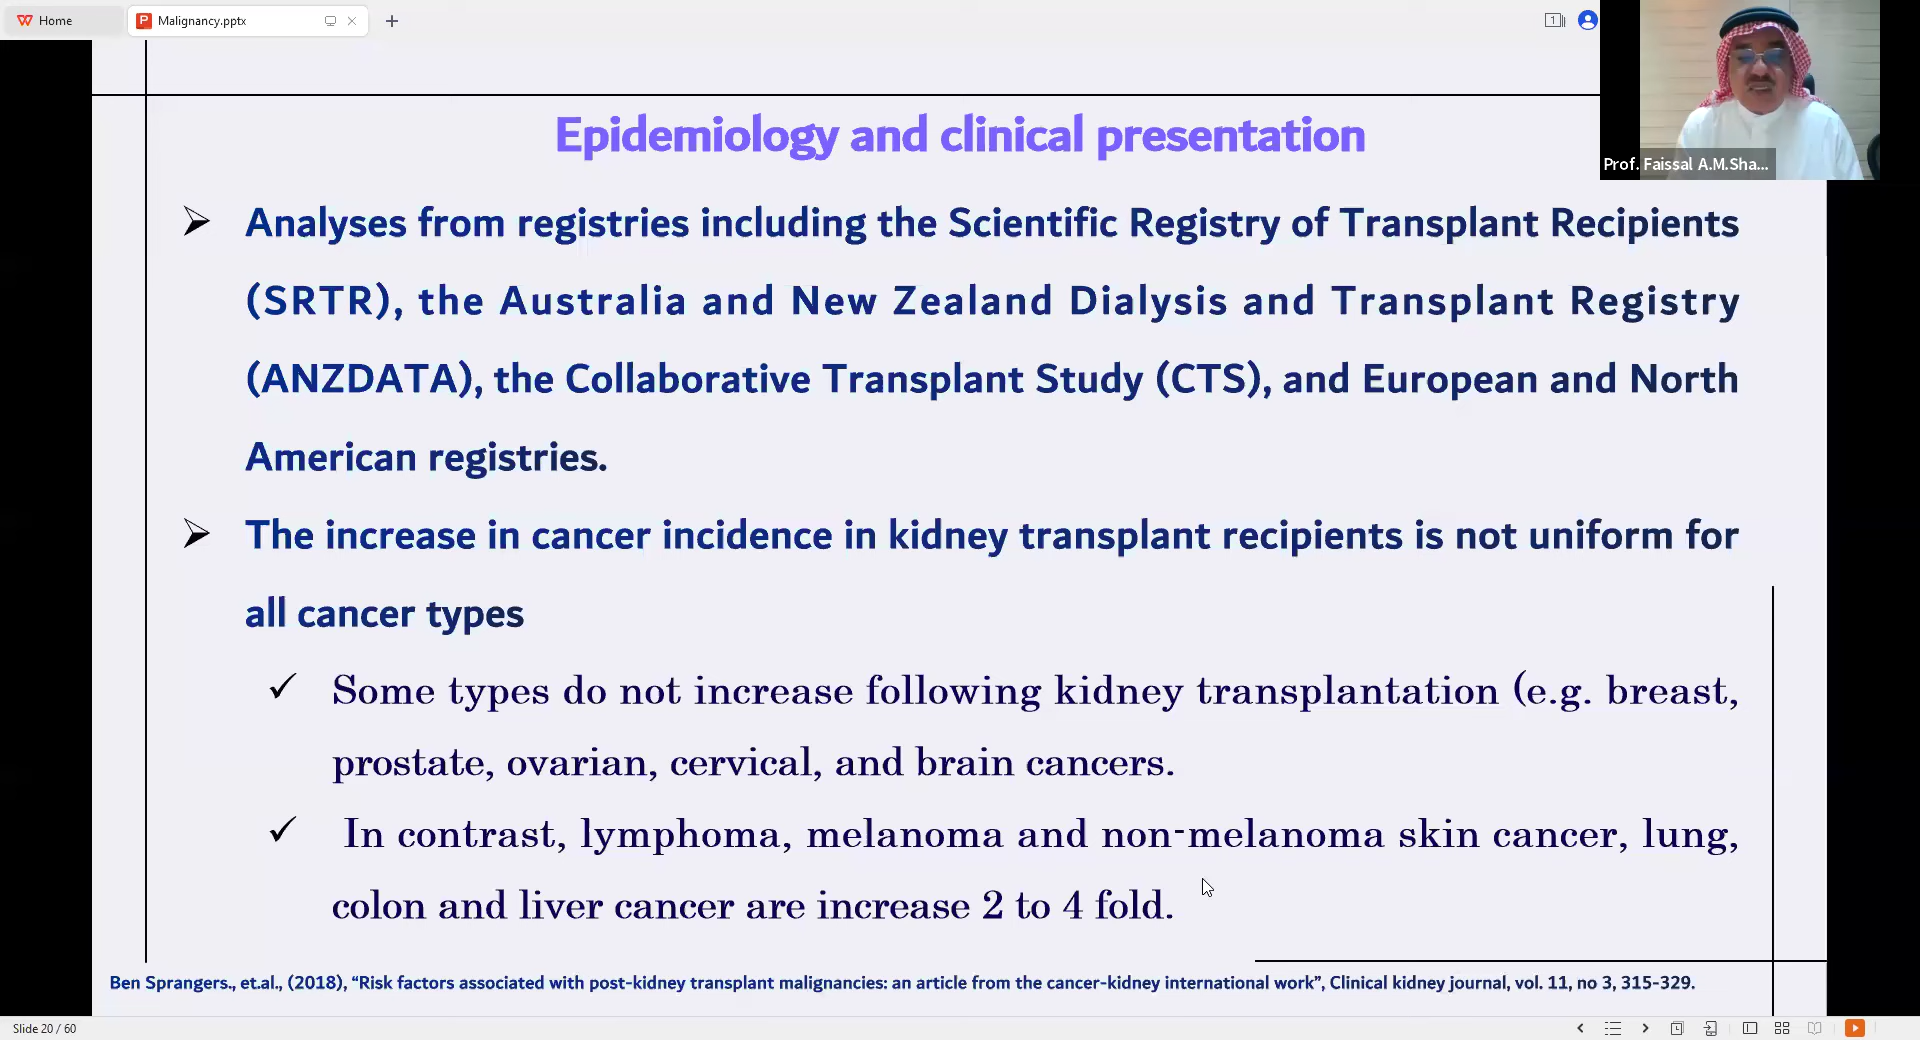 Home
Malignancy.pptx
Prof. Faissal A.M.Sha...
Epidemiology and clinical presentation
Analyses from registries including the Scientific Registry of Transplant Recipients
(SRTR), the Australia and New Zealand Dialysis and Transplant Registry
(ANZDATA), the Collaborative Transplant Study (CTS), and European and North
American registries.
The increase in cancer incidence in kidney transplant recipients is not uniform for
all cancer types
Some types do not increase following kidney transplantation (e.g. breast,
prostate, ovarian, cervical, and brain cancers.
In contrast, lymphoma, melanoma and non-melanoma skin cancer, lung,
colon and liver cancer are increase 2 to 4 fold.
Ben Sprangers., et.al., (2018), “Risk factors associated with post-kidney transplant malignancies: an article from the cancer-kidney international work”, Clinical kidney journal, vol. 11, no 3, 315-329.
Slide 20 / 60